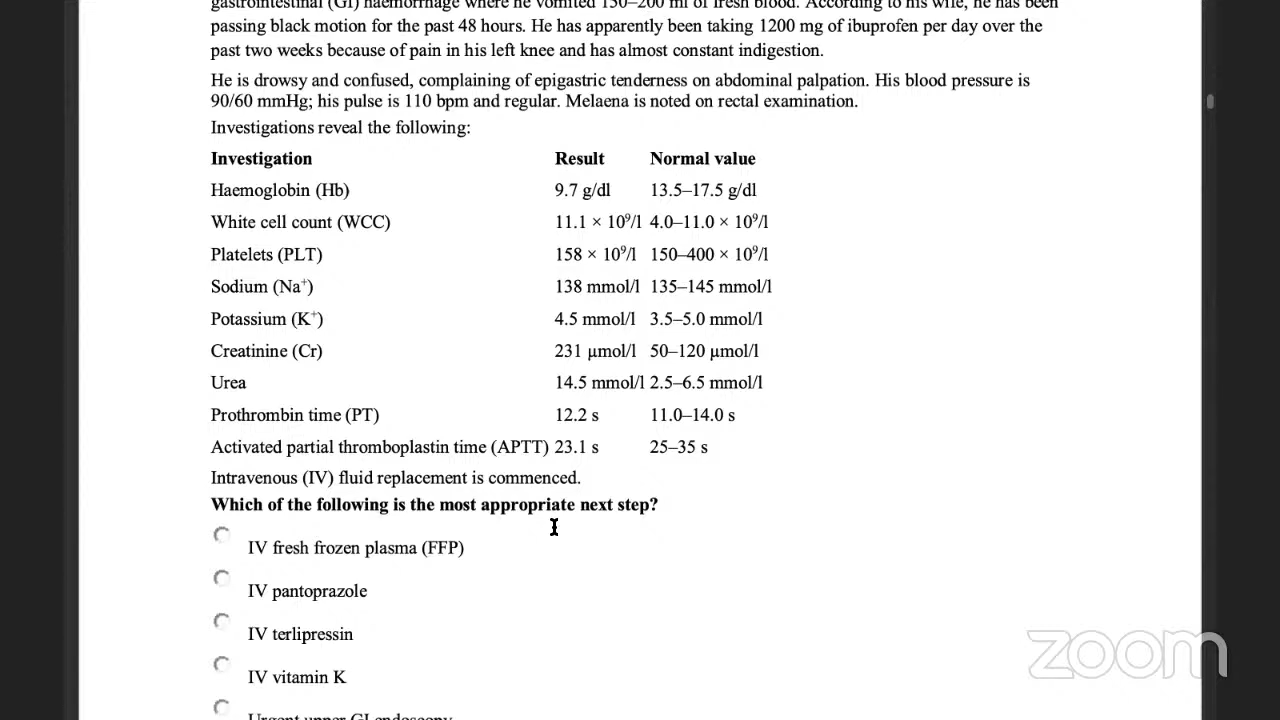 gastrointestinal (GI) haemorrhage where he vomited 150–200 ml of fresh blood. According to his wife, he has been
passing black motion for the past 48 hours. He has apparently been taking 1200 mg of ibuprofen per day over the
past two weeks because of pain in his left knee and has almost constant indigestion.
He is drowsy and confused, complaining of epigastric tenderness on abdominal palpation. His blood pressure is
90/60 mmHg; his pulse is 110 bpm and regular. Melaena is noted on rectal examination.
Investigations reveal the following:
Investigation Result Normal value
Haemoglobin (Hb) 9.7 g/dl 13.5–17.5 g/dl
White cell count (WCC) 11.1 × 10⁹/l 4.0–11.0 × 10⁹/l
Platelets (PLT) 158 × 10⁹/l 150–400 × 10⁹/l
Sodium (Na⁺) 138 mmol/l 135–145 mmol/l
Potassium (K⁺) 4.5 mmol/l 3.5–5.0 mmol/l
Creatinine (Cr) 231 µmol/l 50–120 µmol/l
Urea 14.5 mmol/l 2.5–6.5 mmol/l
Prothrombin time (PT) 12.2 s 11.0–14.0 s
Activated partial thromboplastin time (APTT) 23.1 s 25–35 s
Intravenous (IV) fluid replacement is commenced.
Which of the following is the most appropriate next step?
IV fresh frozen plasma (FFP)
IV pantoprazole
IV terlipressin
IV vitamin K
Urgent upper GI endoscopy
zoom